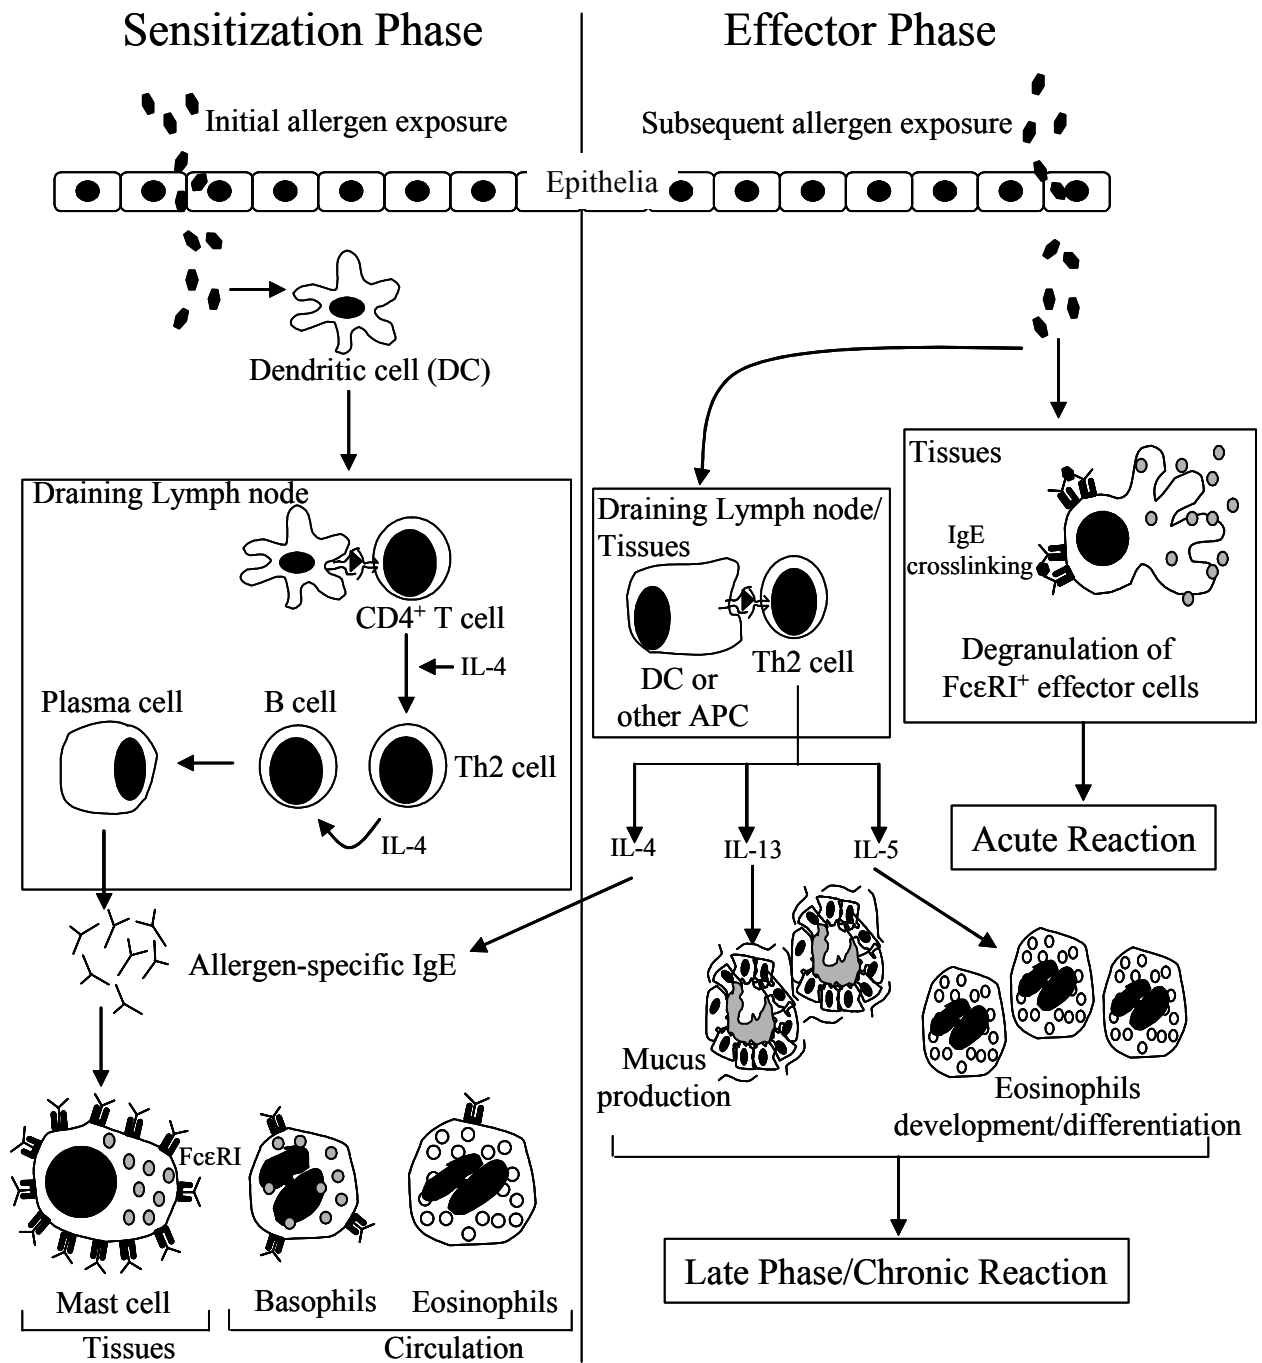 Sensitization Phase
Effector Phase
Initial allergen exposure
Subsequent allergen exposure
Epithelia
Dendritic cell (DC)
Draining Lymph node
CD4⁺ T cell
IL-4
Plasma cell
B cell
Th2 cell
IL-4
Allergen-specific IgE
FcεRI
Mast cell
Basophils
Eosinophils
Tissues
Circulation
Draining Lymph node/
Tissues
DC or
other APC
Th2 cell
Tissues
IgE
crosslinking
Degranulation of
FcεRI⁺ effector cells
Acute Reaction
IL-4
IL-13
IL-5
Mucus
production
Eosinophils
development/differentiation
Late Phase/Chronic Reaction